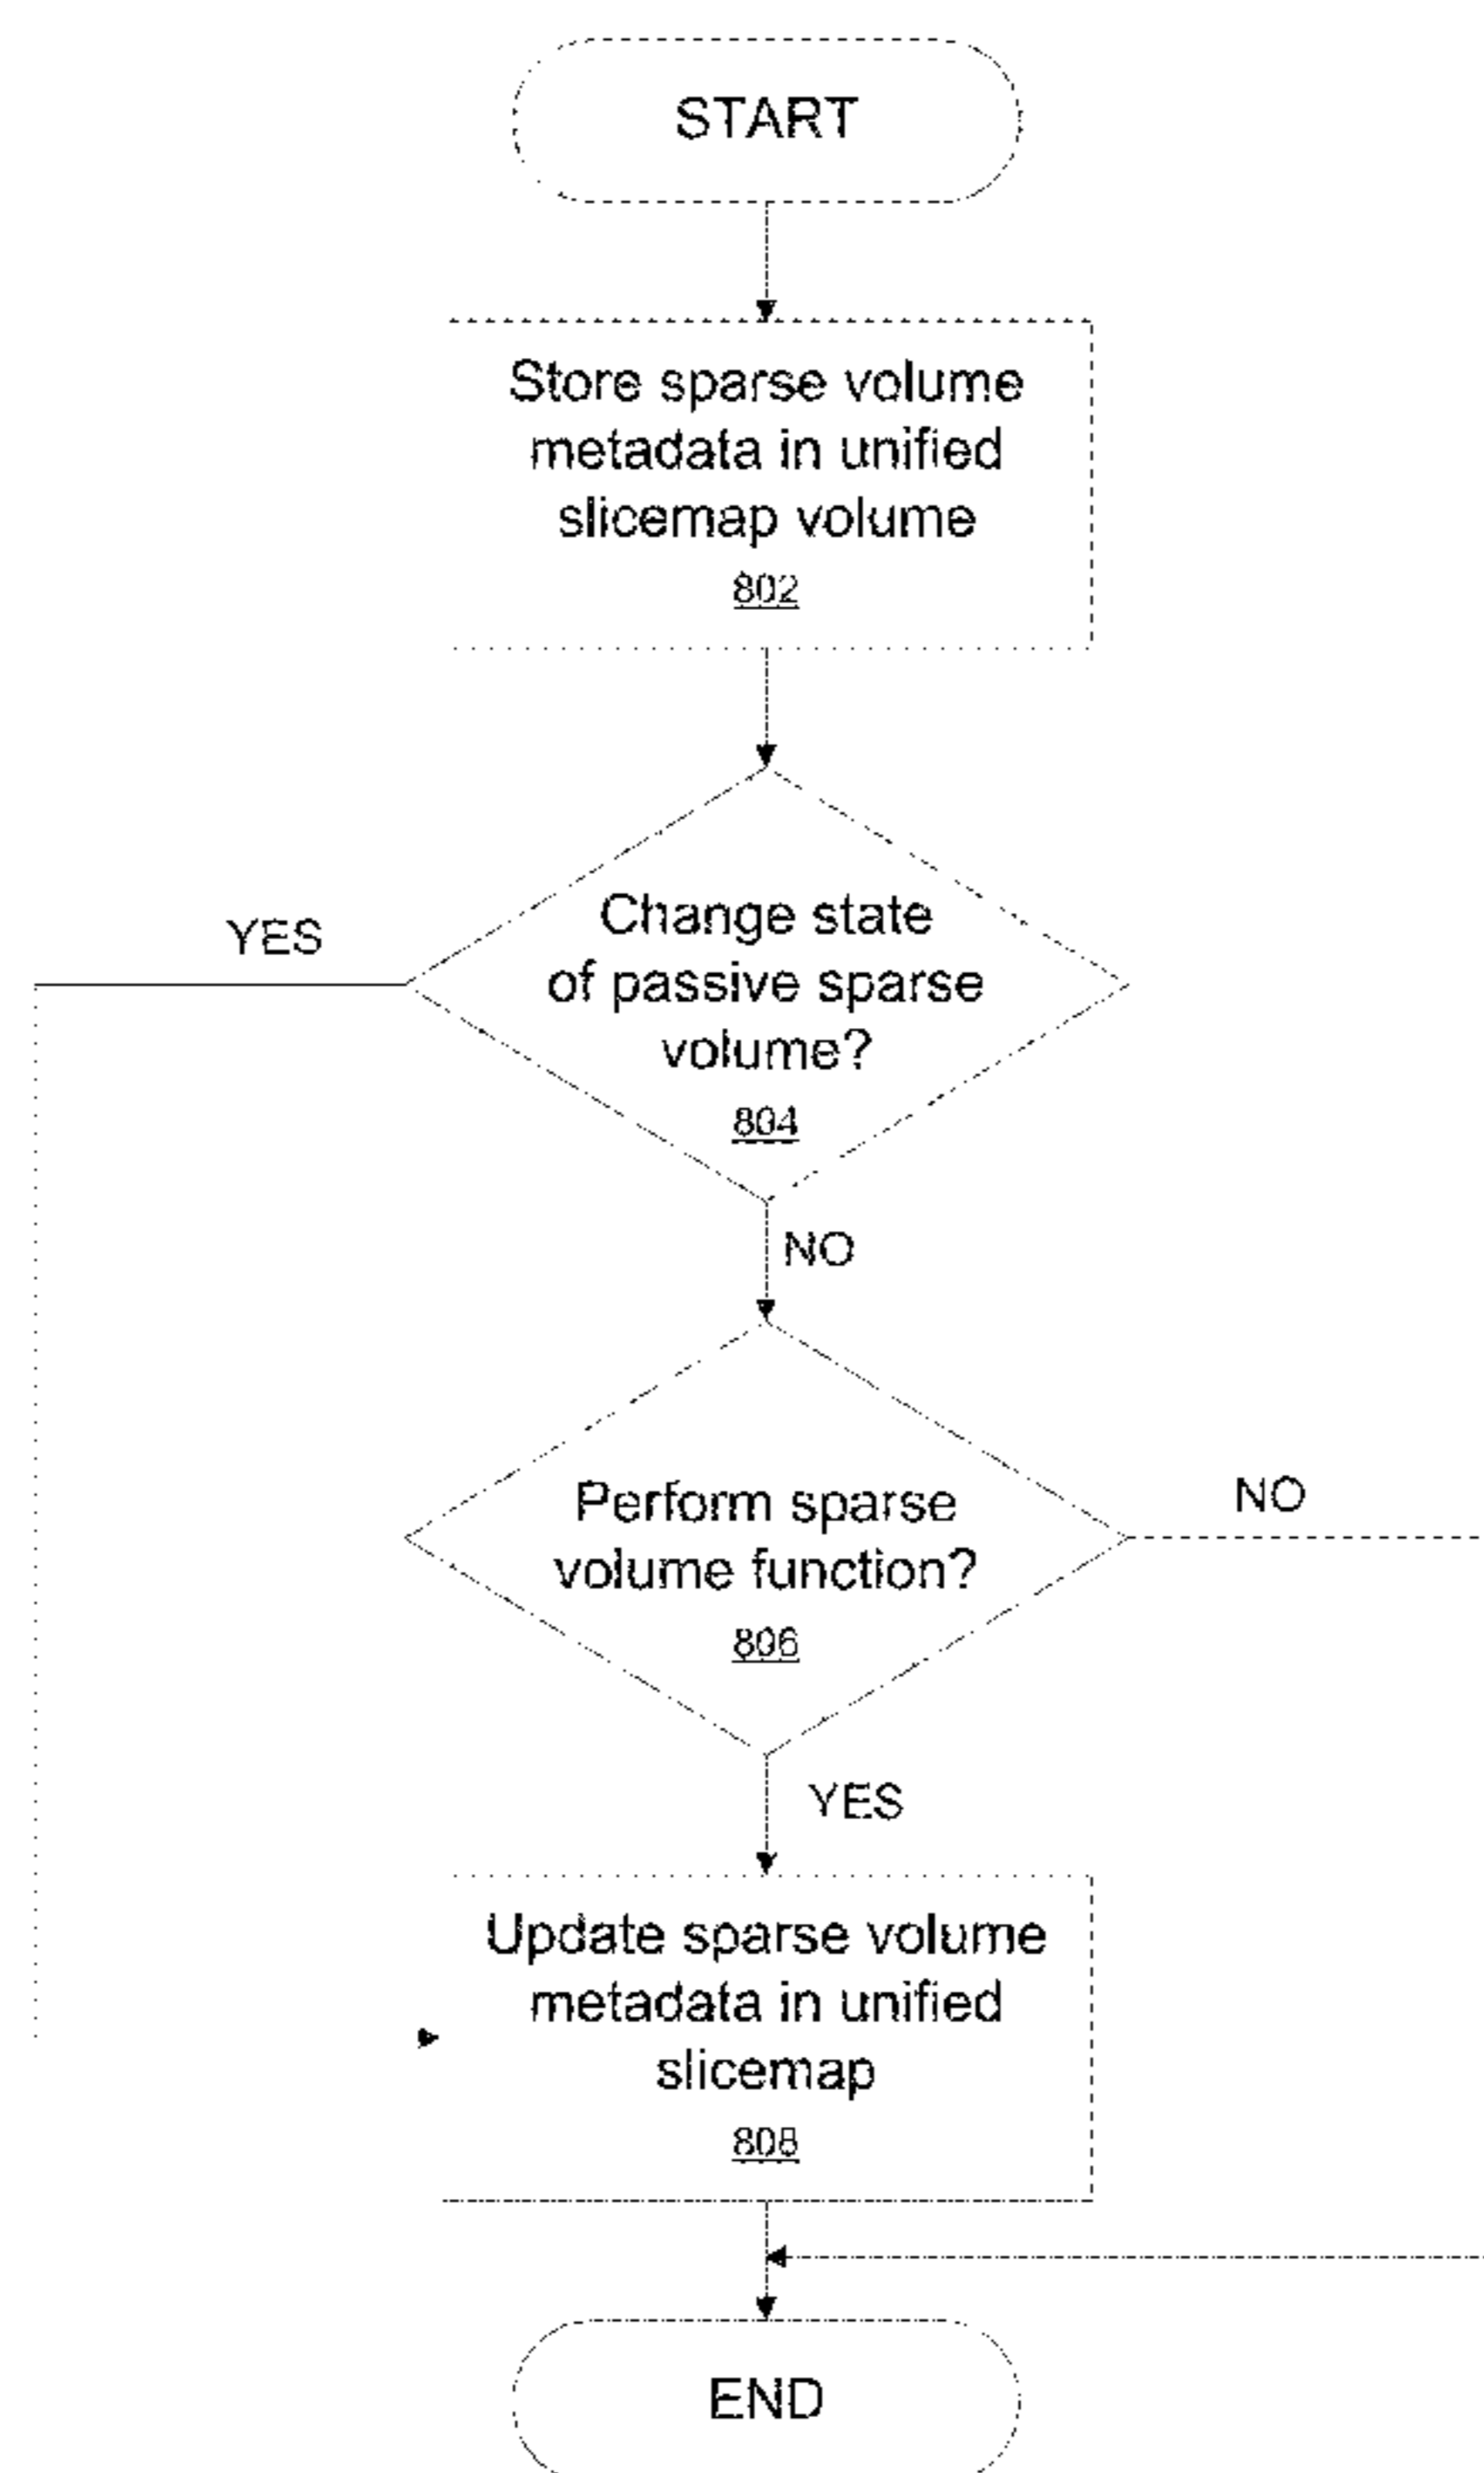 START
Store sparse volume
metadata in unified
slicemap volume
802
Change state
of passive sparse
volume?
804
YES
NO
Perform sparse
volume function?
806
NO
YES
Update sparse volume
metadata in unified
slicemap
808
END